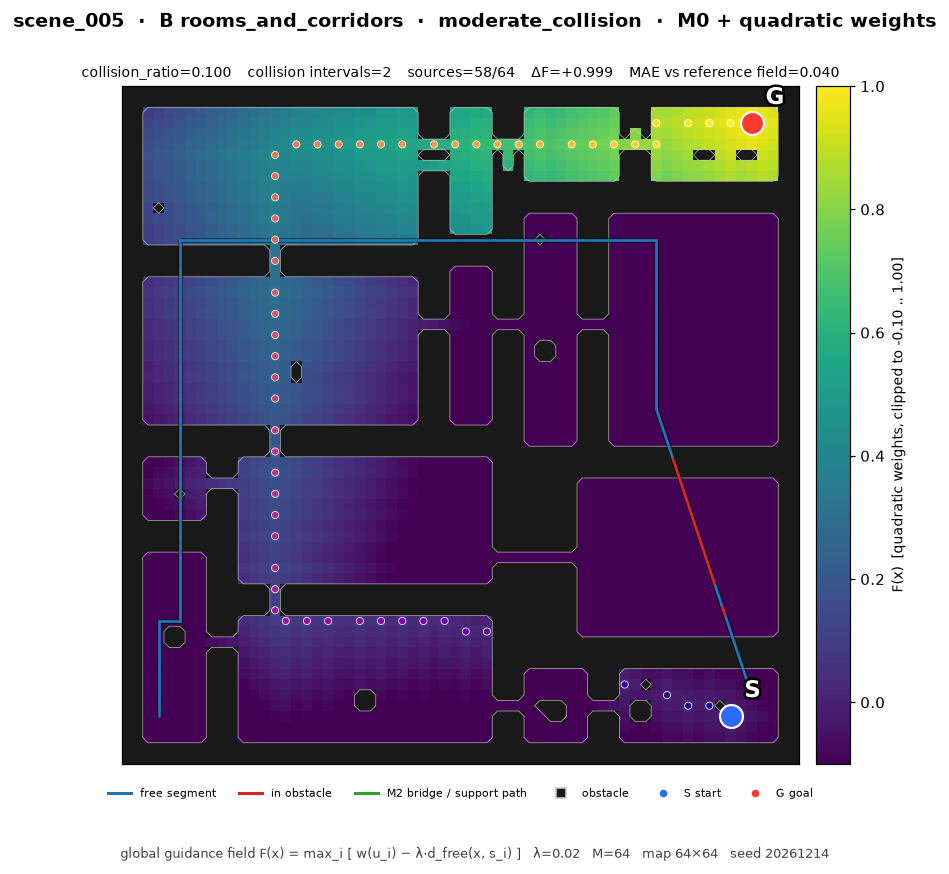 scene_005 · B rooms_and_corridors · moderate_collision · M0 + quadratic weights
collision_ratio=0.100 collision intervals=2 sources=58/64 ΔF=+0.999 MAE vs reference field=0.040
G
S
1.0
0.8
0.6
0.4
0.2
0.0
F(x) [quadratic weights, clipped to -0.10 .. 1.00]
free segment
in obstacle
M2 bridge / support path
obstacle
S start
G goal
global guidance field F(x) = max_i [ w(u_i) − λ·d_free(x, s_i) ] λ=0.02 M=64 map 64×64 seed 20261214